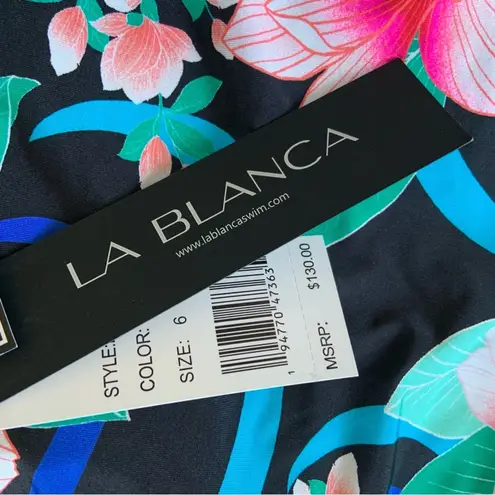 LA BLANCA
www.lablancaswim.com
STYLE:
COLOR:
SIZE: 6
1 94770 47363
MSRP: $130.00